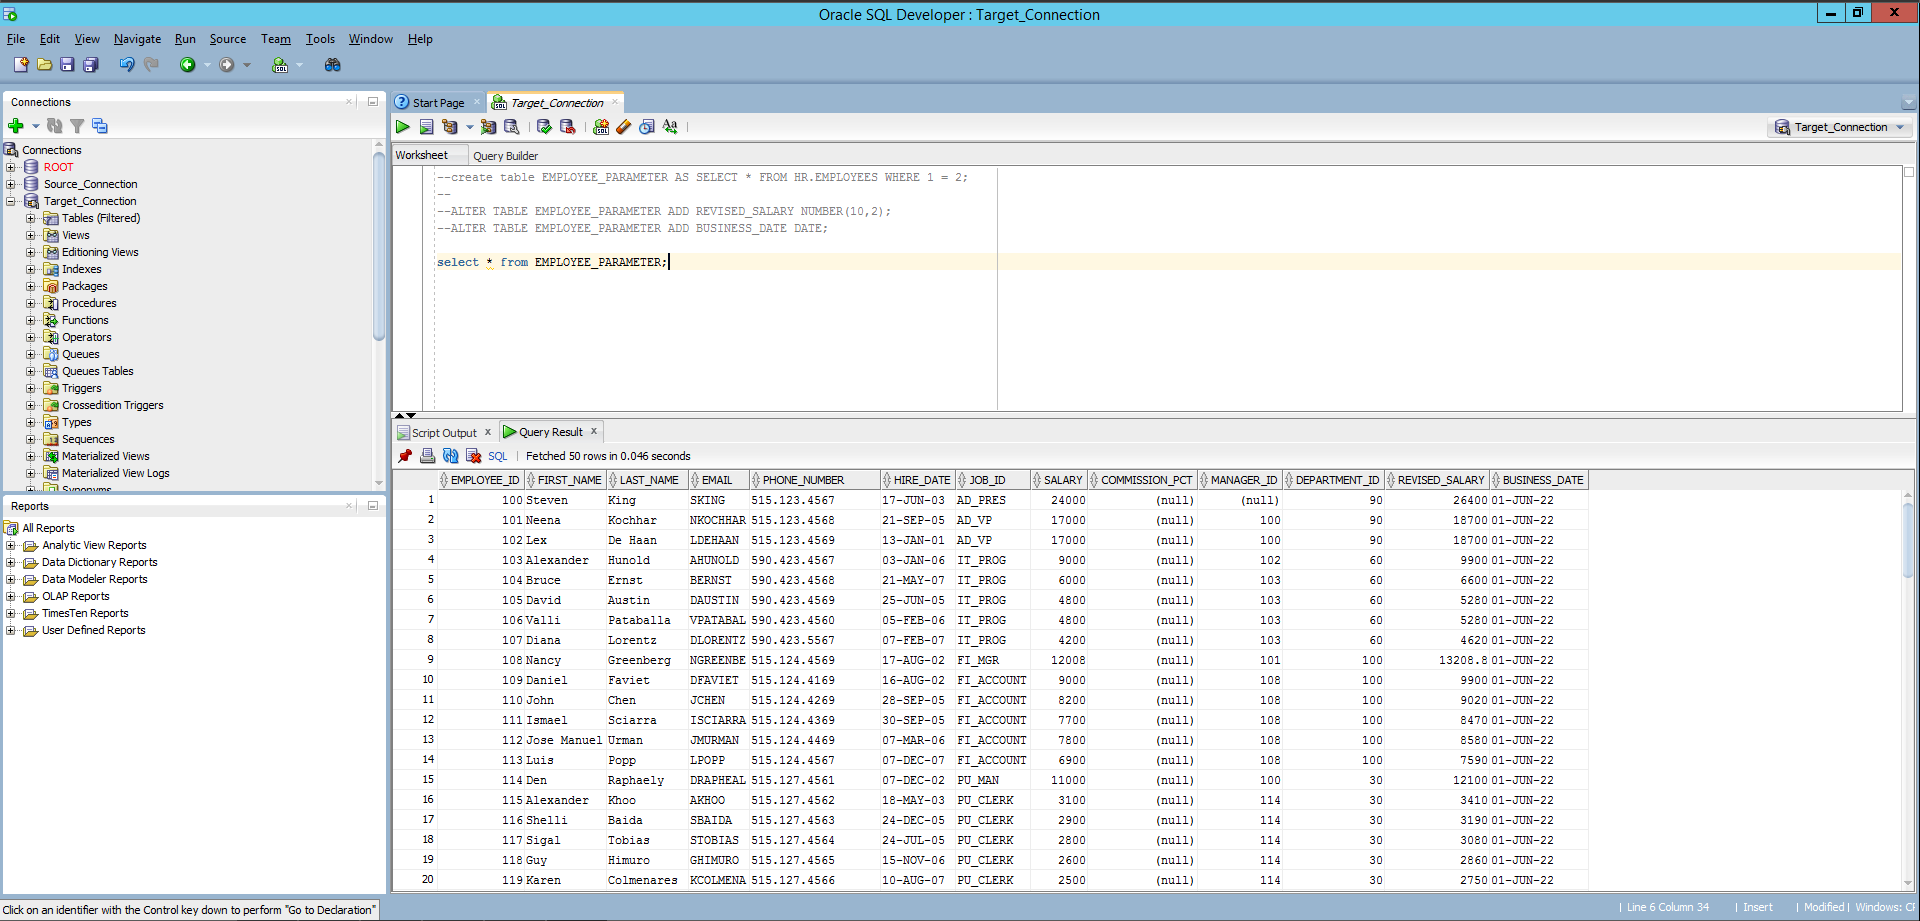 Oracle SQL Developer : Target_Connection
File Edit View Navigate Run Source Team Tools Window Help
Connections
Connections
ROOT
Source_Connection
Target_Connection
Tables (Filtered)
Views
Editioning Views
Indexes
Packages
Procedures
Functions
Operators
Queues
Queues Tables
Triggers
Crossedition Triggers
Types
Sequences
Materialized Views
Materialized View Logs
Synonyms
Reports
All Reports
Analytic View Reports
Data Dictionary Reports
Data Modeler Reports
OLAP Reports
TimesTen Reports
User Defined Reports
Start Page Target_Connection
Target_Connection
Worksheet Query Builder
--create table EMPLOYEE_PARAMETER AS SELECT * FROM HR.EMPLOYEES WHERE 1 = 2;
--
--ALTER TABLE EMPLOYEE_PARAMETER ADD REVISED_SALARY NUMBER(10,2);
--ALTER TABLE EMPLOYEE_PARAMETER ADD BUSINESS_DATE DATE;
select * from EMPLOYEE_PARAMETER;
Script Output Query Result
SQL Fetched 50 rows in 0.046 seconds
EMPLOYEE_ID FIRST_NAME LAST_NAME EMAIL PHONE_NUMBER HIRE_DATE JOB_ID SALARY COMMISSION_PCT MANAGER_ID DEPARTMENT_ID REVISED_SALARY BUSINESS_DATE
1 100 Steven King SKING 515.123.4567 17-JUN-03 AD_PRES 24000 (null) (null) 90 26400 01-JUN-22
2 101 Neena Kochhar NKOCHHAR 515.123.4568 21-SEP-05 AD_VP 17000 (null) 100 90 18700 01-JUN-22
3 102 Lex De Haan LDEHAAN 515.123.4569 13-JAN-01 AD_VP 17000 (null) 100 90 18700 01-JUN-22
4 103 Alexander Hunold AHUNOLD 590.423.4567 03-JAN-06 IT_PROG 9000 (null) 102 60 9900 01-JUN-22
5 104 Bruce Ernst BERNST 590.423.4568 21-MAY-07 IT_PROG 6000 (null) 103 60 6600 01-JUN-22
6 105 David Austin DAUSTIN 590.423.4569 25-JUN-05 IT_PROG 4800 (null) 103 60 5280 01-JUN-22
7 106 Valli Pataballa VPATABAL 590.423.4560 05-FEB-06 IT_PROG 4800 (null) 103 60 5280 01-JUN-22
8 107 Diana Lorentz DLORENTZ 590.423.5567 07-FEB-07 IT_PROG 4200 (null) 103 60 4620 01-JUN-22
9 108 Nancy Greenberg NGREENBE 515.124.4569 17-AUG-02 FI_MGR 12008 (null) 101 100 13208.8 01-JUN-22
10 109 Daniel Faviet DFAVIET 515.124.4169 16-AUG-02 FI_ACCOUNT 9000 (null) 108 100 9900 01-JUN-22
11 110 John Chen JCHEN 515.124.4269 28-SEP-05 FI_ACCOUNT 8200 (null) 108 100 9020 01-JUN-22
12 111 Ismael Sciarra ISCIARRA 515.124.4369 30-SEP-05 FI_ACCOUNT 7700 (null) 108 100 8470 01-JUN-22
13 112 Jose Manuel Urman JMURMAN 515.124.4469 07-MAR-06 FI_ACCOUNT 7800 (null) 108 100 8580 01-JUN-22
14 113 Luis Popp LPOPP 515.124.4567 07-DEC-07 FI_ACCOUNT 6900 (null) 108 100 7590 01-JUN-22
15 114 Den Raphaely DRAPHEAL 515.127.4561 07-DEC-02 PU_MAN 11000 (null) 100 30 12100 01-JUN-22
16 115 Alexander Khoo AKHOO 515.127.4562 18-MAY-03 PU_CLERK 3100 (null) 114 30 3410 01-JUN-22
17 116 Shelli Baida SBAIDA 515.127.4563 24-DEC-05 PU_CLERK 2900 (null) 114 30 3190 01-JUN-22
18 117 Sigal Tobias STOBIAS 515.127.4564 24-JUL-05 PU_CLERK 2800 (null) 114 30 3080 01-JUN-22
19 118 Guy Himuro GHIMURO 515.127.4565 15-NOV-06 PU_CLERK 2600 (null) 114 30 2860 01-JUN-22
20 119 Karen Colmenares KCOLMENA 515.127.4566 10-AUG-07 PU_CLERK 2500 (null) 114 30 2750 01-JUN-22
Click on an identifier with the Control key down to perform "Go to Declaration" | Line 6 Column 34 | Insert | Modified | Windows: CF